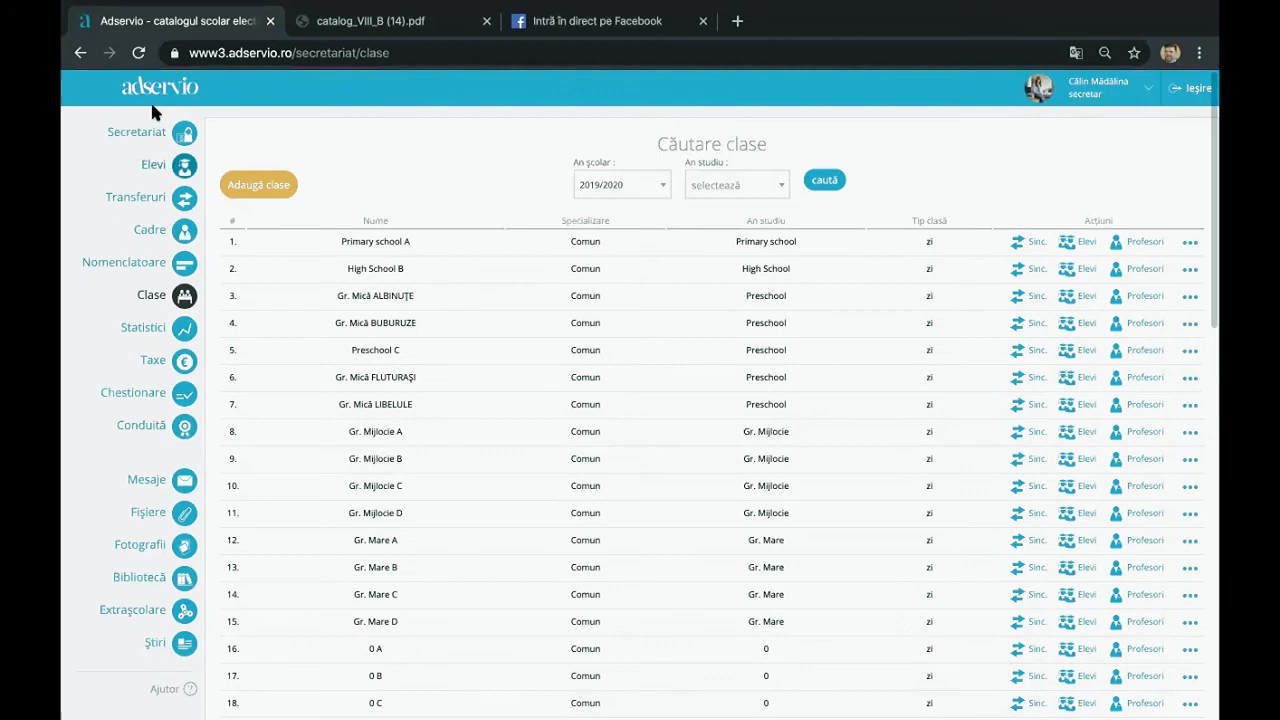 Adservio - catalogul scolar elect
catalog_VIII_B (14).pdf
Intră în direct pe Facebook
www3.adservio.ro/secretariat/clase
adservio
Călin Mădălina
secretar
Ieşire
Secretariat
Elevi
Transferuri
Cadre
Nomenclatoare
Clase
Statistici
Taxe
Chestionare
Conduită
Mesaje
Fişiere
Fotografii
Bibliotecă
Extraşcolare
Ştiri
Ajutor
Căutare clase
An şcolar : An studiu :
Adaugă clase 2019/2020 selectează caută
# Nume Specializare An studiu Tip clasă Acţiuni
1. Primary school A Comun Primary school zi Sinc. Elevi Profesori
2. High School B Comun High School zi Sinc. Elevi Profesori
3. Gr. Mică ALBINUŢE Comun Preschool zi Sinc. Elevi Profesori
4. Gr. Mică BUBURUZE Comun Preschool zi Sinc. Elevi Profesori
5. Preschool C Comun Preschool zi Sinc. Elevi Profesori
6. Gr. Mică FLUTURAŞI Comun Preschool zi Sinc. Elevi Profesori
7. Gr. Mică LIBELULE Comun Preschool zi Sinc. Elevi Profesori
8. Gr. Mijlocie A Comun Gr. Mijlocie zi Sinc. Elevi Profesori
9. Gr. Mijlocie B Comun Gr. Mijlocie zi Sinc. Elevi Profesori
10. Gr. Mijlocie C Comun Gr. Mijlocie zi Sinc. Elevi Profesori
11. Gr. Mijlocie D Comun Gr. Mijlocie zi Sinc. Elevi Profesori
12. Gr. Mare A Comun Gr. Mare zi Sinc. Elevi Profesori
13. Gr. Mare B Comun Gr. Mare zi Sinc. Elevi Profesori
14. Gr. Mare C Comun Gr. Mare zi Sinc. Elevi Profesori
15. Gr. Mare D Comun Gr. Mare zi Sinc. Elevi Profesori
16. 0 A Comun 0 zi Sinc. Elevi Profesori
17. 0 B Comun 0 zi Sinc. Elevi Profesori
18. 0 C Comun 0 zi Sinc. Elevi Profesori